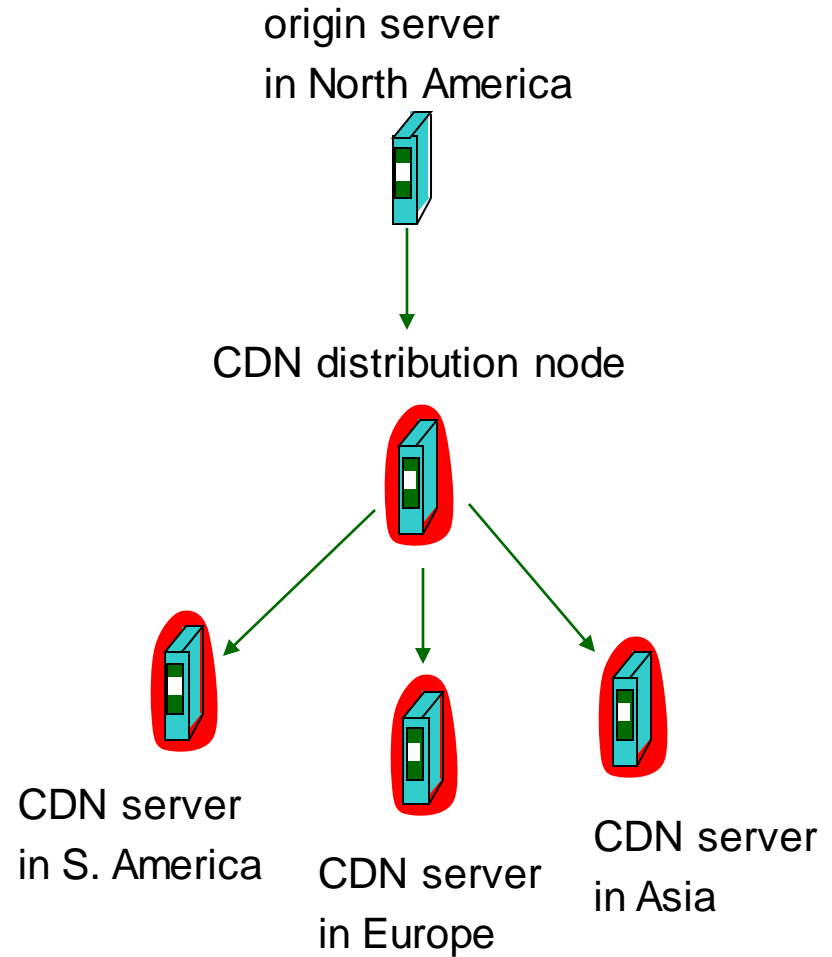 origin server
in North America
CDN distribution node
CDN server
in S. America
CDN server
in Europe
CDN server
in Asia